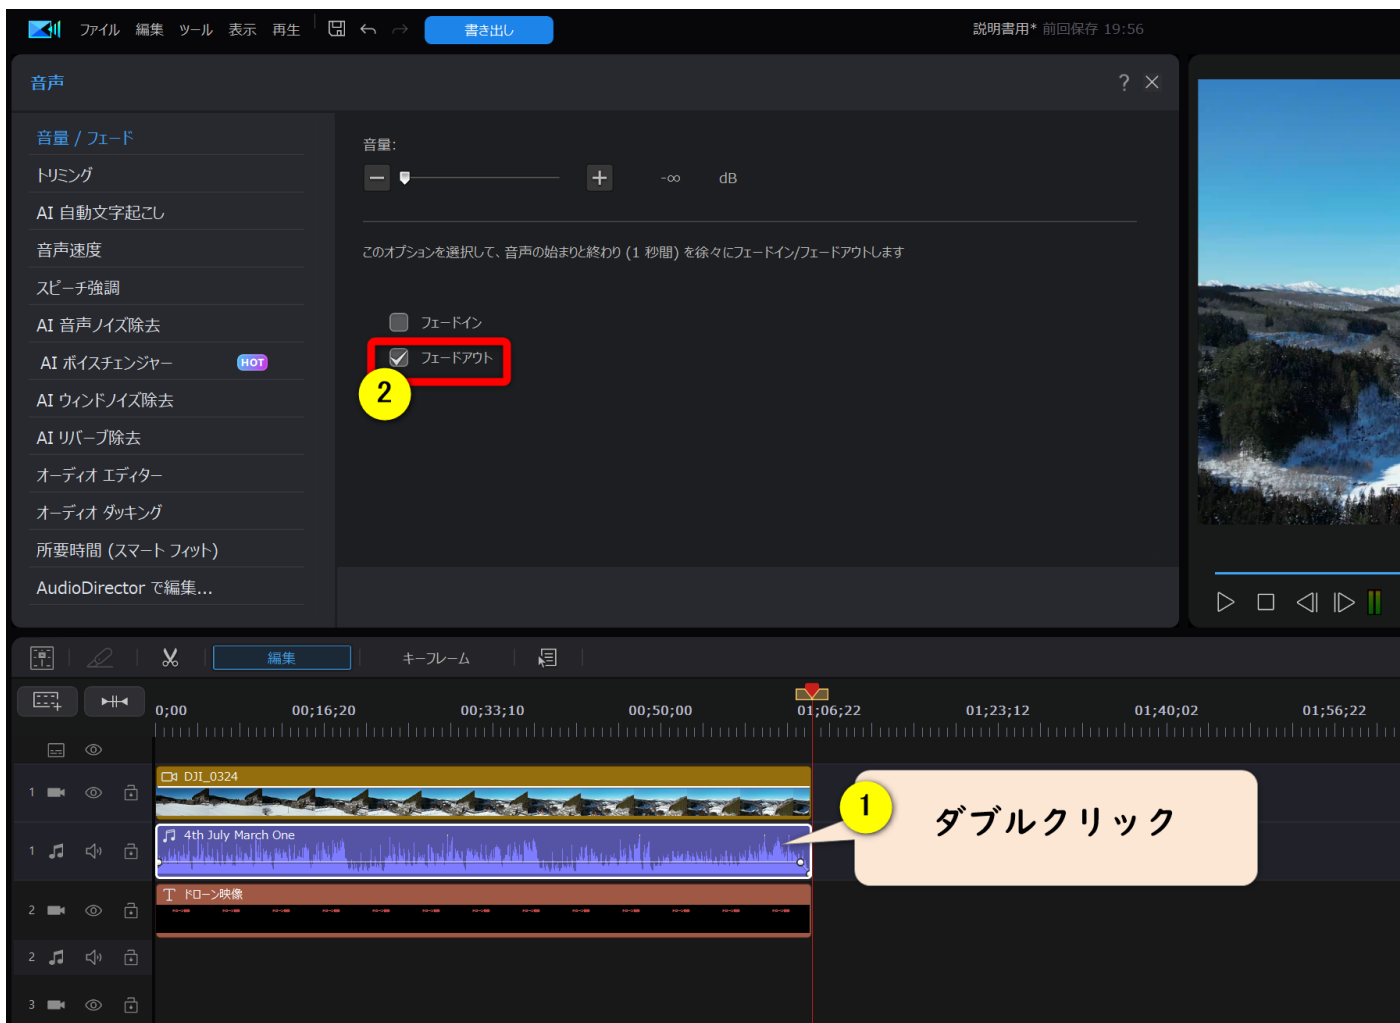 ファイル 編集 ツール 表示 再生 書き出し 説明書用* 前回保存 19:56
音声 ? ×
音量 / フェード
トリミング
AI 自動文字起こし
音声速度
スピーチ強調
AI 音声ノイズ除去
AI ボイスチェンジャー HOT
AI ウィンドノイズ除去
AI リバーブ除去
オーディオ エディター
オーディオ ダッキング
所要時間 (スマート フィット)
AudioDirector で編集...
音量:
-∞ dB
このオプションを選択して、音声の始まりと終わり (1 秒間) を徐々にフェードイン/フェードアウトします
フェードイン
フェードアウト
2
編集 キーフレーム
0;00 00;16;20 00;33;10 00;50;00 01;06;22 01;23;12 01;40;02 01;56;22
DJI_0324
1
4th July March One
1
1 ダブルクリック
ドローン映像
2
2
3